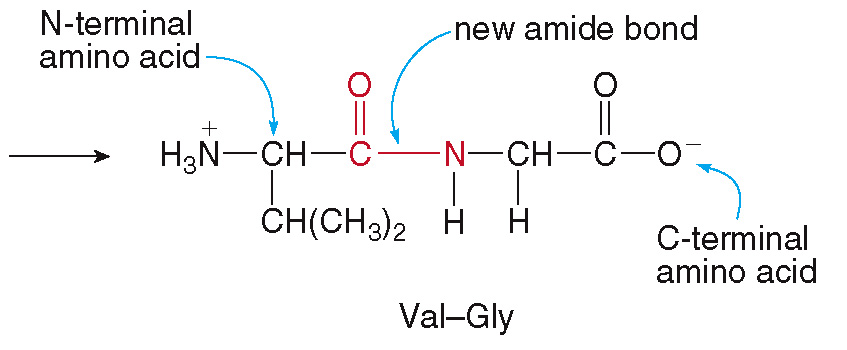 N-terminal
amino acid
new amide bond
O O
H₃N⁺—CH—C—N—CH—C—O⁻
CH(CH₃)₂ H H
C-terminal
amino acid
Val–Gly